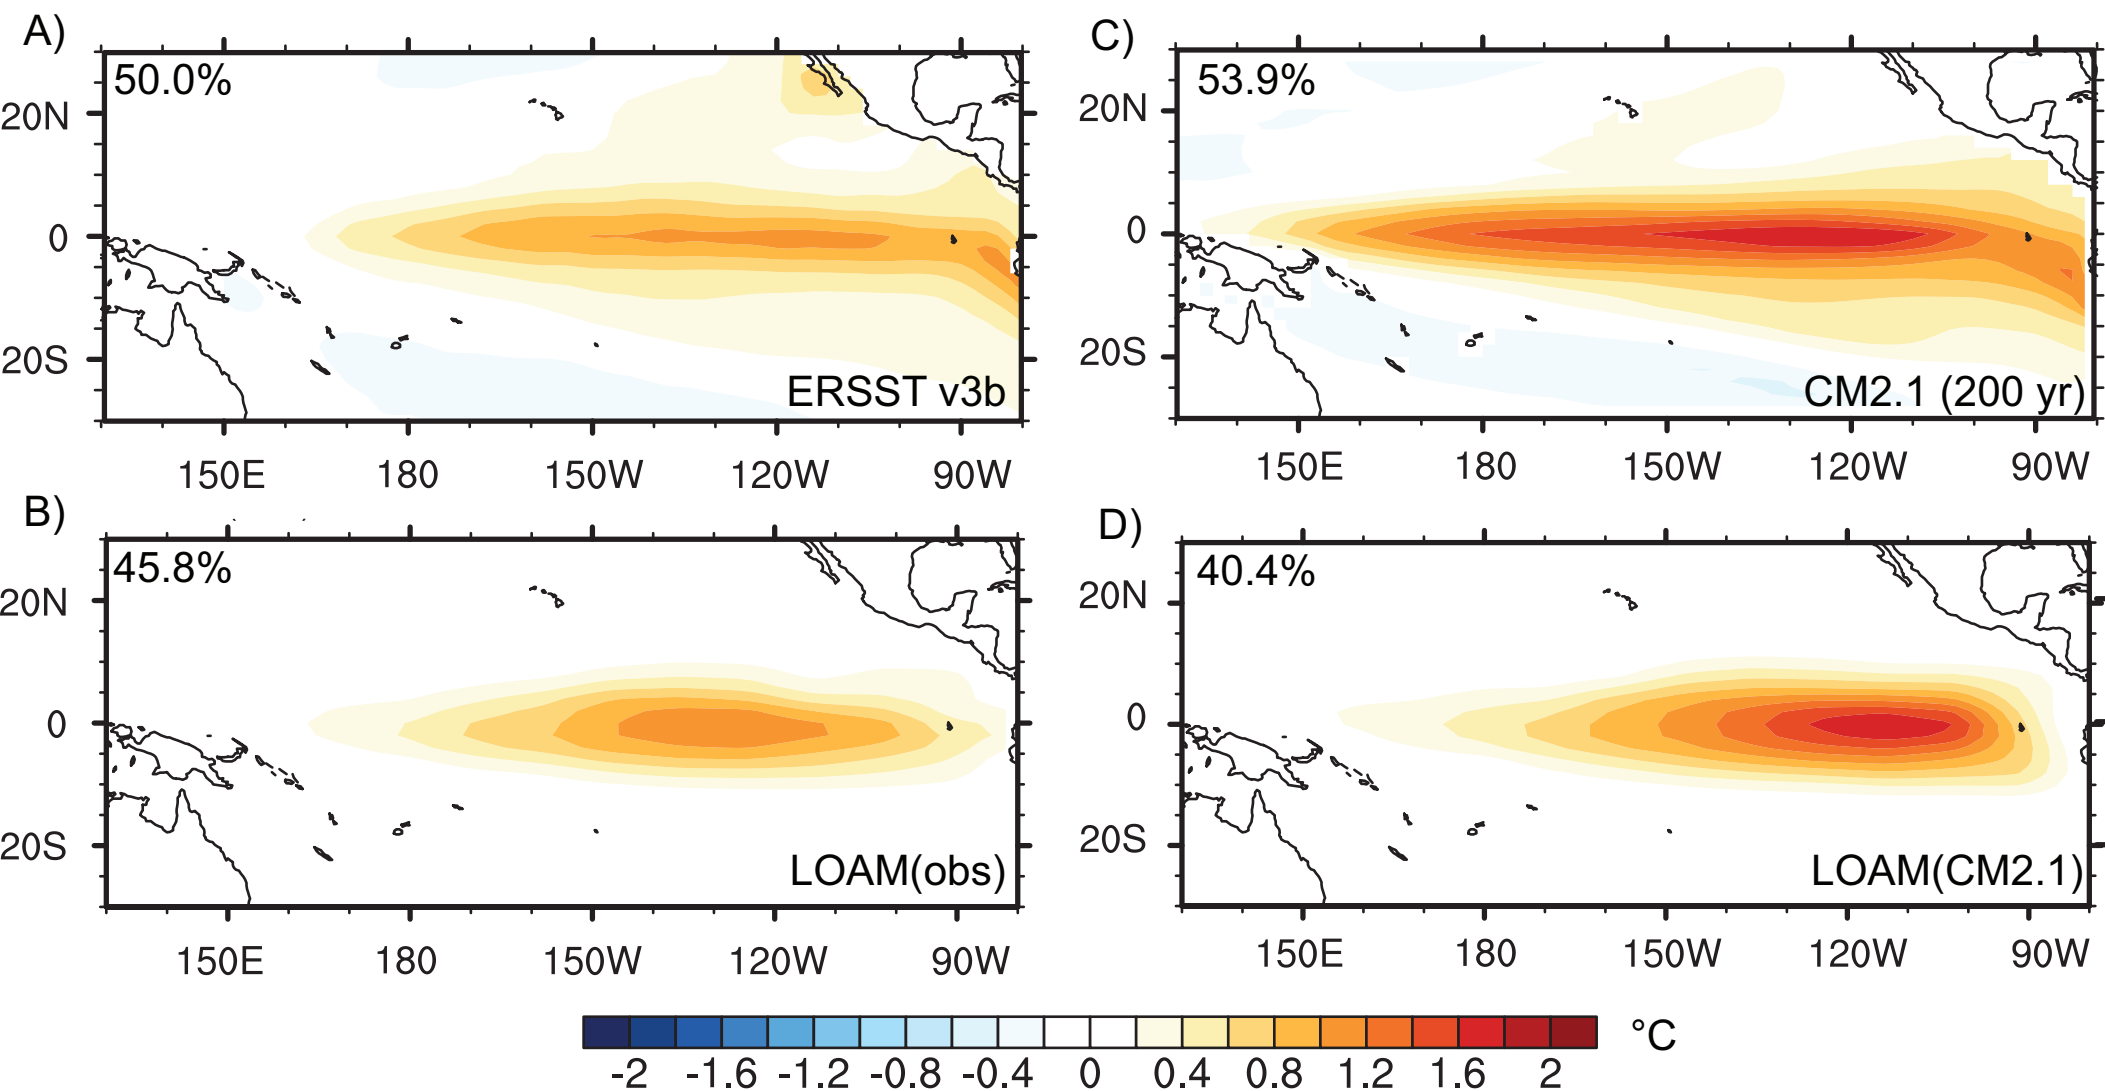 A)
50.0%
20N
0
20S
ERSST v3b
150E 180 150W 120W 90W
C)
53.9%
20N
0
20S
CM2.1 (200 yr)
150E 180 150W 120W 90W
B)
45.8%
20N
0
20S
LOAM(obs)
150E 180 150W 120W 90W
D)
40.4%
20N
0
20S
LOAM(CM2.1)
150E 180 150W 120W 90W
°C
-2 -1.6 -1.2 -0.8 -0.4 0 0.4 0.8 1.2 1.6 2